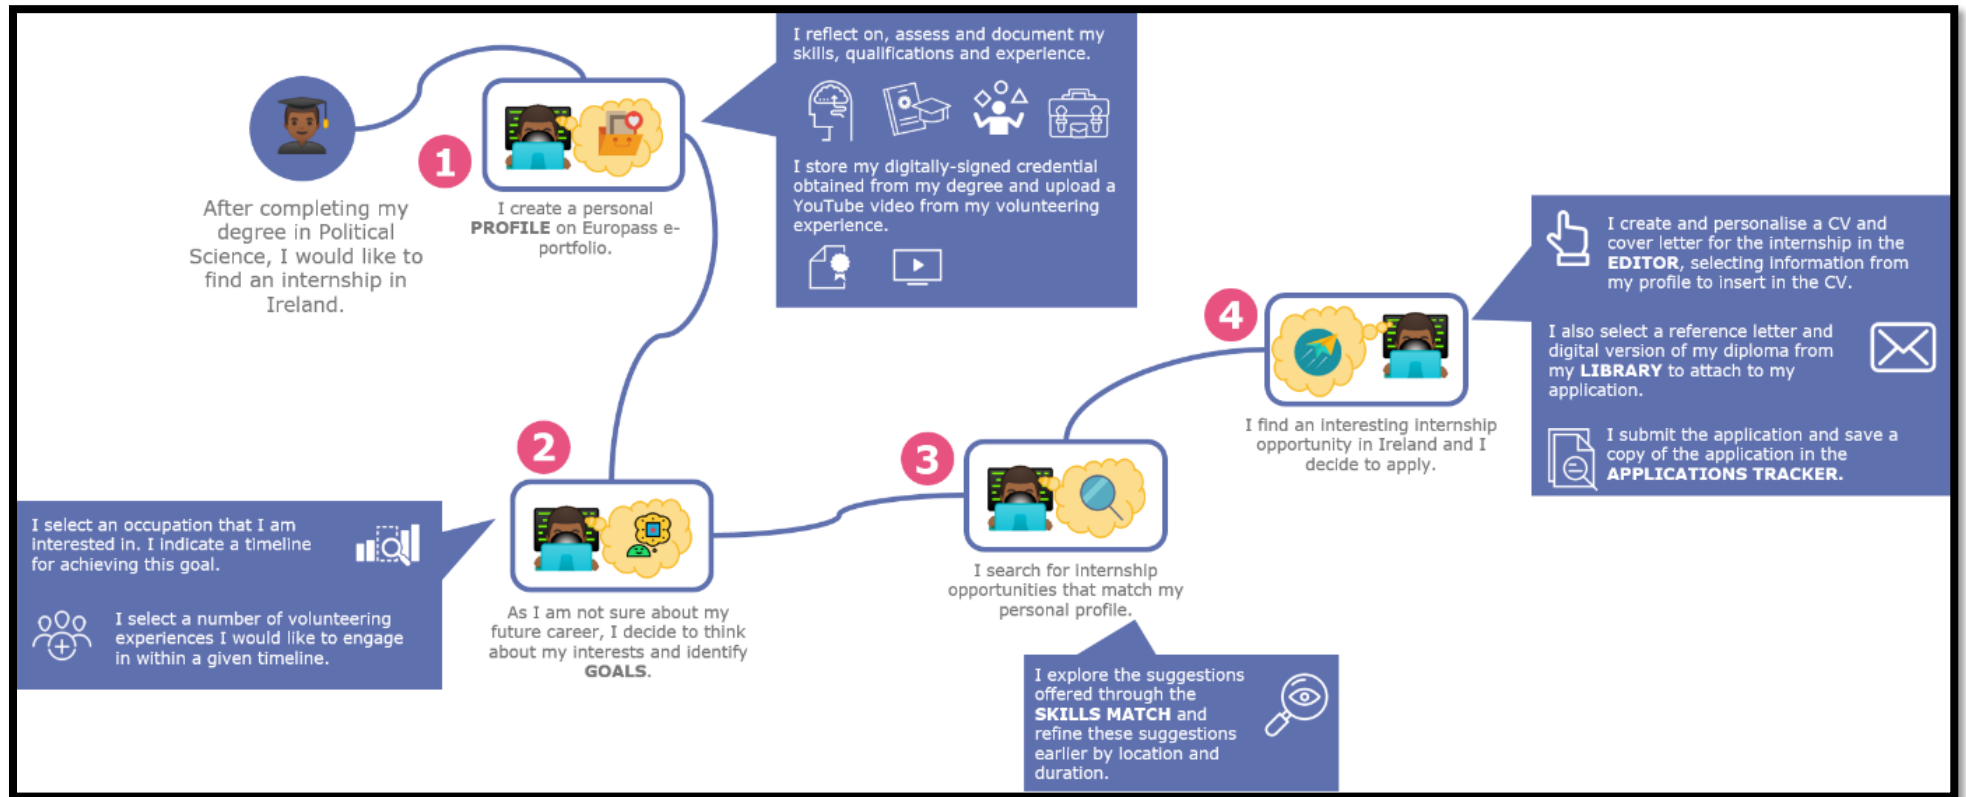 After completing my
degree in Political
Science, I would like to
find an internship in
Ireland.
1
I create a personal
PROFILE on Europass e-
portfolio.
I reflect on, assess and document my
skills, qualifications and experience.
I store my digitally-signed credential
obtained from my degree and upload a
YouTube video from my volunteering
experience.
2
As I am not sure about my
future career, I decide to think
about my interests and identify
GOALS.
I select an occupation that I am
interested in. I indicate a timeline
for achieving this goal.
I select a number of volunteering
experiences I would like to engage
in within a given timeline.
3
I search for internship
opportunities that match my
personal profile.
I explore the suggestions
offered through the
SKILLS MATCH and
refine these suggestions
earlier by location and
duration.
4
I find an interesting internship
opportunity in Ireland and I
decide to apply.
I create and personalise a CV and
cover letter for the internship in the
EDITOR, selecting information from
my profile to insert in the CV.
I also select a reference letter and
digital version of my diploma from
my LIBRARY to attach to my
application.
I submit the application and save a
copy of the application in the
APPLICATIONS TRACKER.